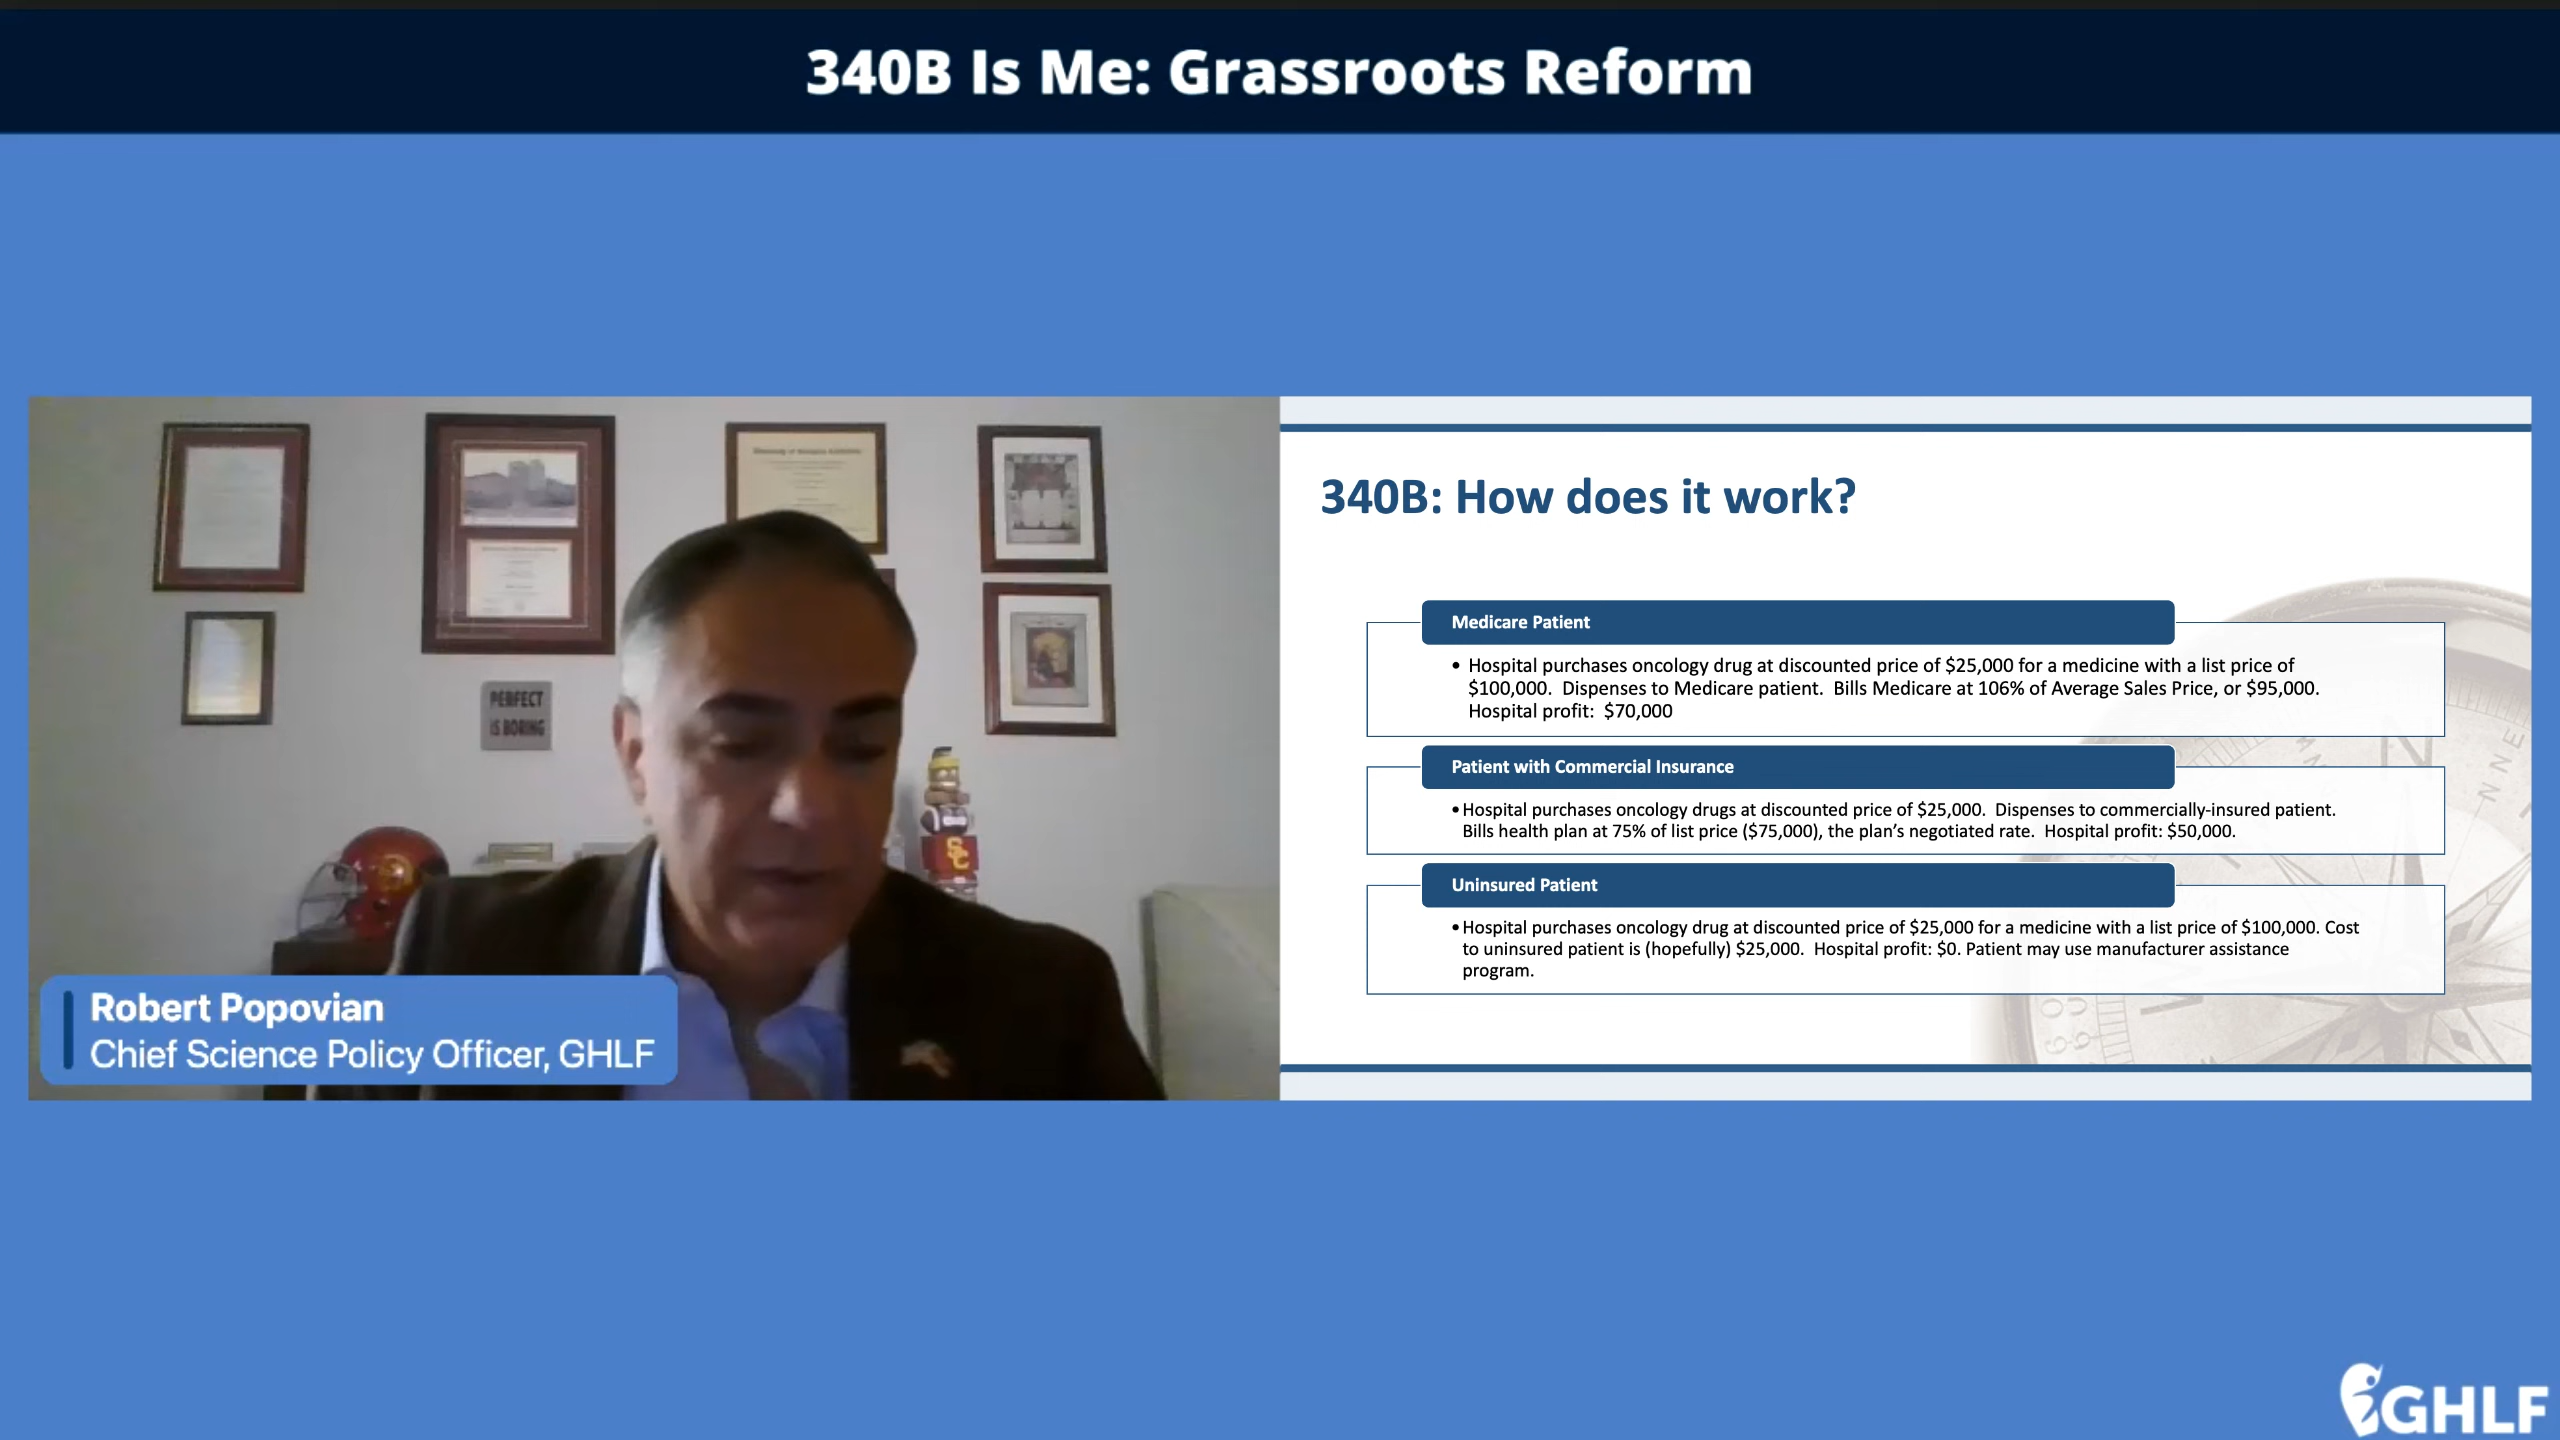 340B Is Me: Grassroots Reform
PERFECT
IS BORING
SC
Robert Popovian
Chief Science Policy Officer, GHLF
340B: How does it work?
Medicare Patient
• Hospital purchases oncology drug at discounted price of $25,000 for a medicine with a list price of
$100,000.  Dispenses to Medicare patient.  Bills Medicare at 106% of Average Sales Price, or $95,000.
Hospital profit:  $70,000
Patient with Commercial Insurance
• Hospital purchases oncology drugs at discounted price of $25,000.  Dispenses to commercially-insured patient.
Bills health plan at 75% of list price ($75,000), the plan’s negotiated rate.  Hospital profit: $50,000.
Uninsured Patient
• Hospital purchases oncology drug at discounted price of $25,000 for a medicine with a list price of $100,000. Cost
to uninsured patient is (hopefully) $25,000.  Hospital profit: $0. Patient may use manufacturer assistance
program.
N
NNE
GHLF